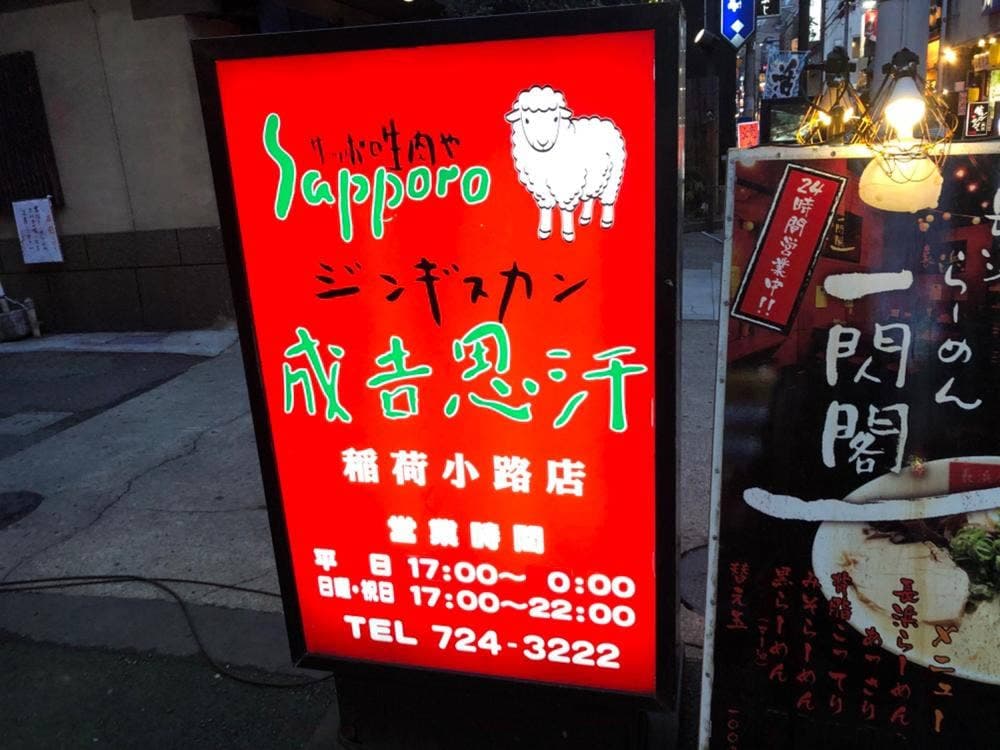 サッポロ生肉や
Sapporo
ジンギスカン
成吉思汗
稲荷小路店
営業時間
平 日 17:00〜 0:00
日曜・祝日 17:00〜22:00
TEL 724-3222
24時間営業中!!
らーめん
一閃閣
メニュー
長浜らーめん
あっさり
背脂こってり
みそらーめん
黒らーめん
替え玉